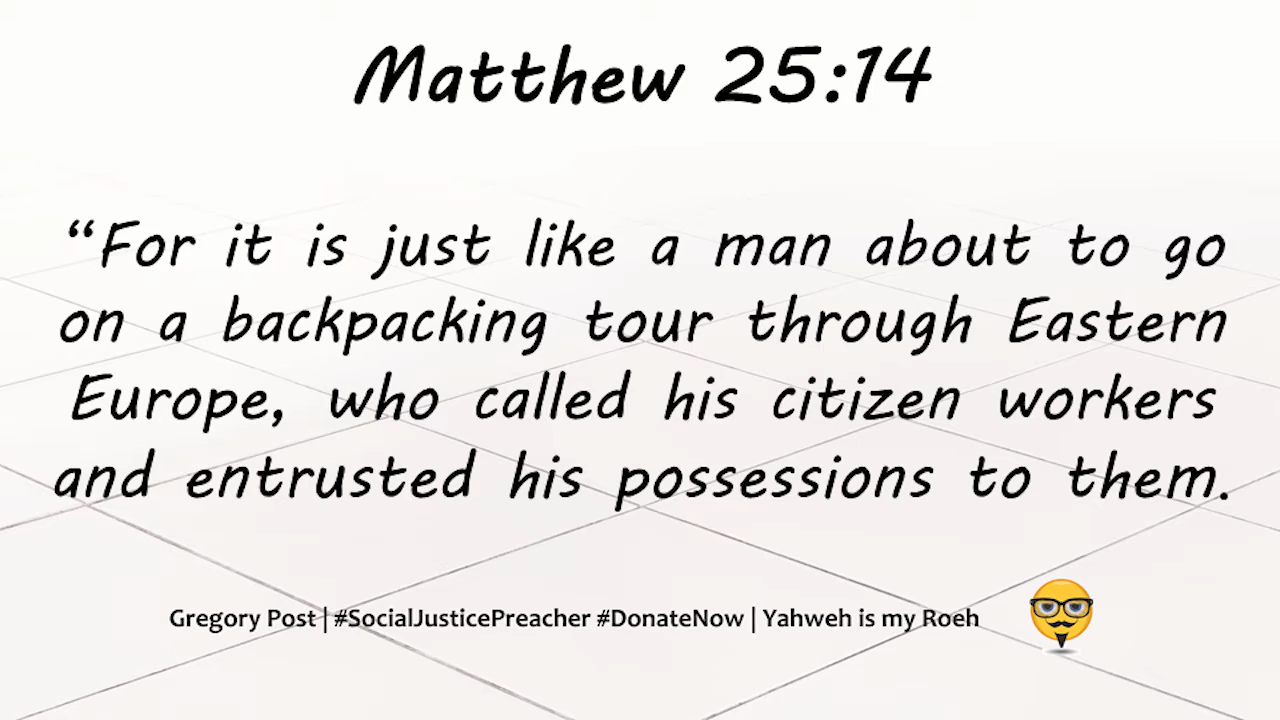 Matthew 25:14
“For it is just like a man about to go
on a backpacking tour through Eastern
Europe, who called his citizen workers
and entrusted his possessions to them.
Gregory Post | #SocialJusticePreacher #DonateNow | Yahweh is my Roeh